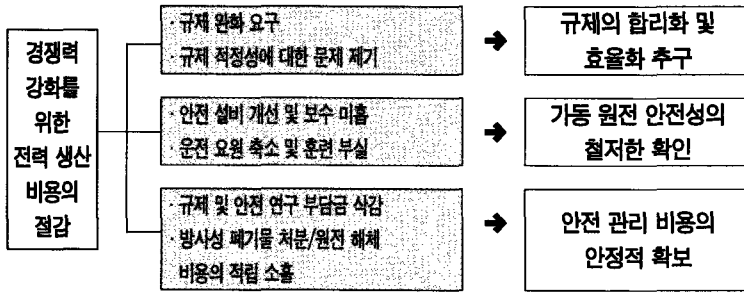 경쟁력
강화를
위한
전력 생산
비용의
절감
· 규제 완화 요구
· 규제 적정성에 대한 문제 제기
➔
규제의 합리화 및
효율화 추구
· 안전 설비 개선 및 보수 미흡
· 운전 요원 축소 및 훈련 부실
➔
가동 원전 안전성의
철저한 확인
· 규제 및 안전 연구 부담금 삭감
· 방사성 폐기물 처분/원전 해체
비용의 적립 소홀
➔
안전 관리 비용의
안정적 확보